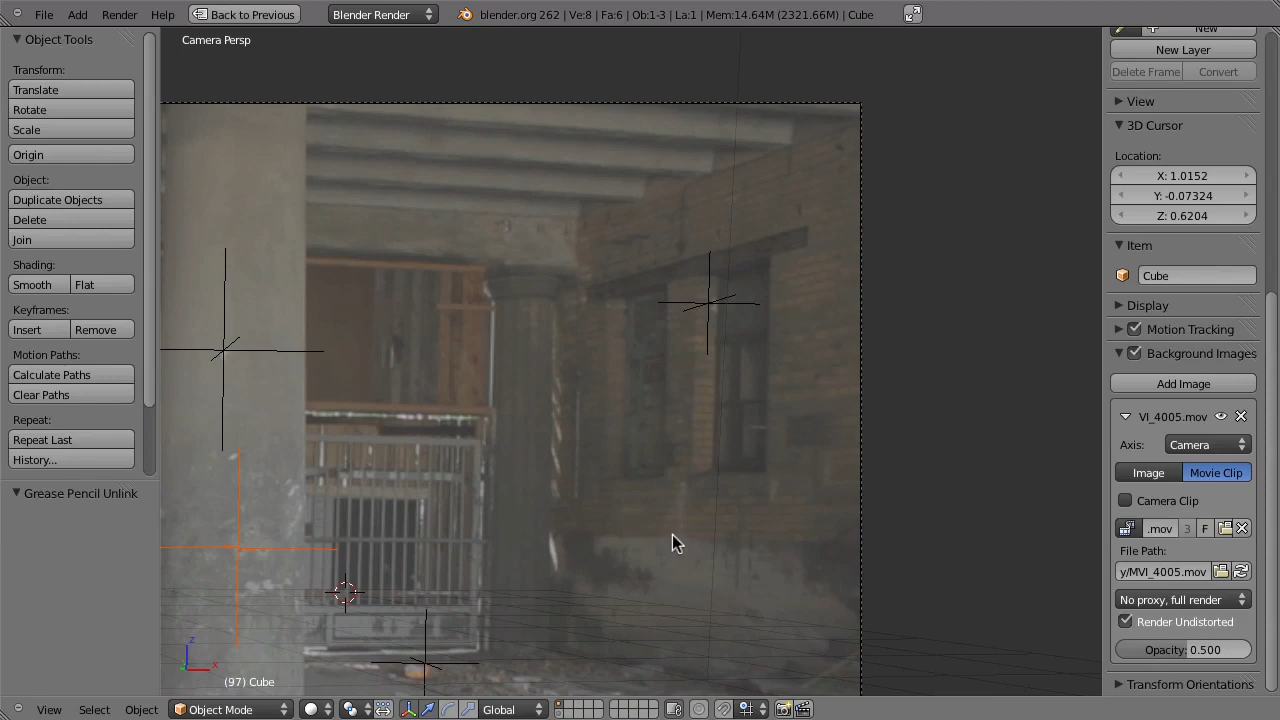 File Add Render Help Back to Previous Blender Render blender.org 262 | Ve:8 | Fa:6 | Ob:1-3 | La:1 | Mem:14.64M (2321.66M) | Cube
Object Tools
Transform:
Translate
Rotate
Scale
Origin
Object:
Duplicate Objects
Delete
Join
Shading:
Smooth Flat
Keyframes:
Insert Remove
Motion Paths:
Calculate Paths
Clear Paths
Repeat:
Repeat Last
History...
Grease Pencil Unlink
Camera Persp
z
x
(97) Cube
New
New Layer
Delete Frame Convert
View
3D Cursor
Location:
X: 1.0152
Y: -0.07324
Z: 0.6204
Item
Cube
Display
Motion Tracking
Background Images
Add Image
VI_4005.mov
Axis: Camera
Image Movie Clip
Camera Clip
.mov 3 F
File Path:
y/MVI_4005.mov
No proxy, full render
Render Undistorted
Opacity: 0.500
Transform Orientations
View Select Object Object Mode Global